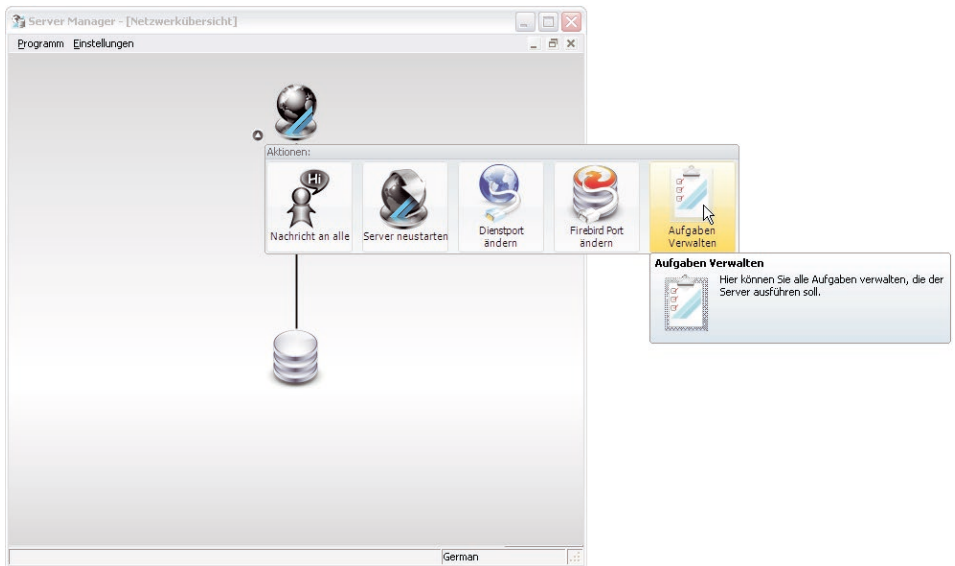 Server Manager - [Netzwerkübersicht]
Programm Einstellungen
Aktionen:
Hi
Nachricht an alle
Server neustarten
Dienstport
ändern
Firebird Port
ändern
Aufgaben
Verwalten
Aufgaben Verwalten
Hier können Sie alle Aufgaben verwalten, die der
Server ausführen soll.
German